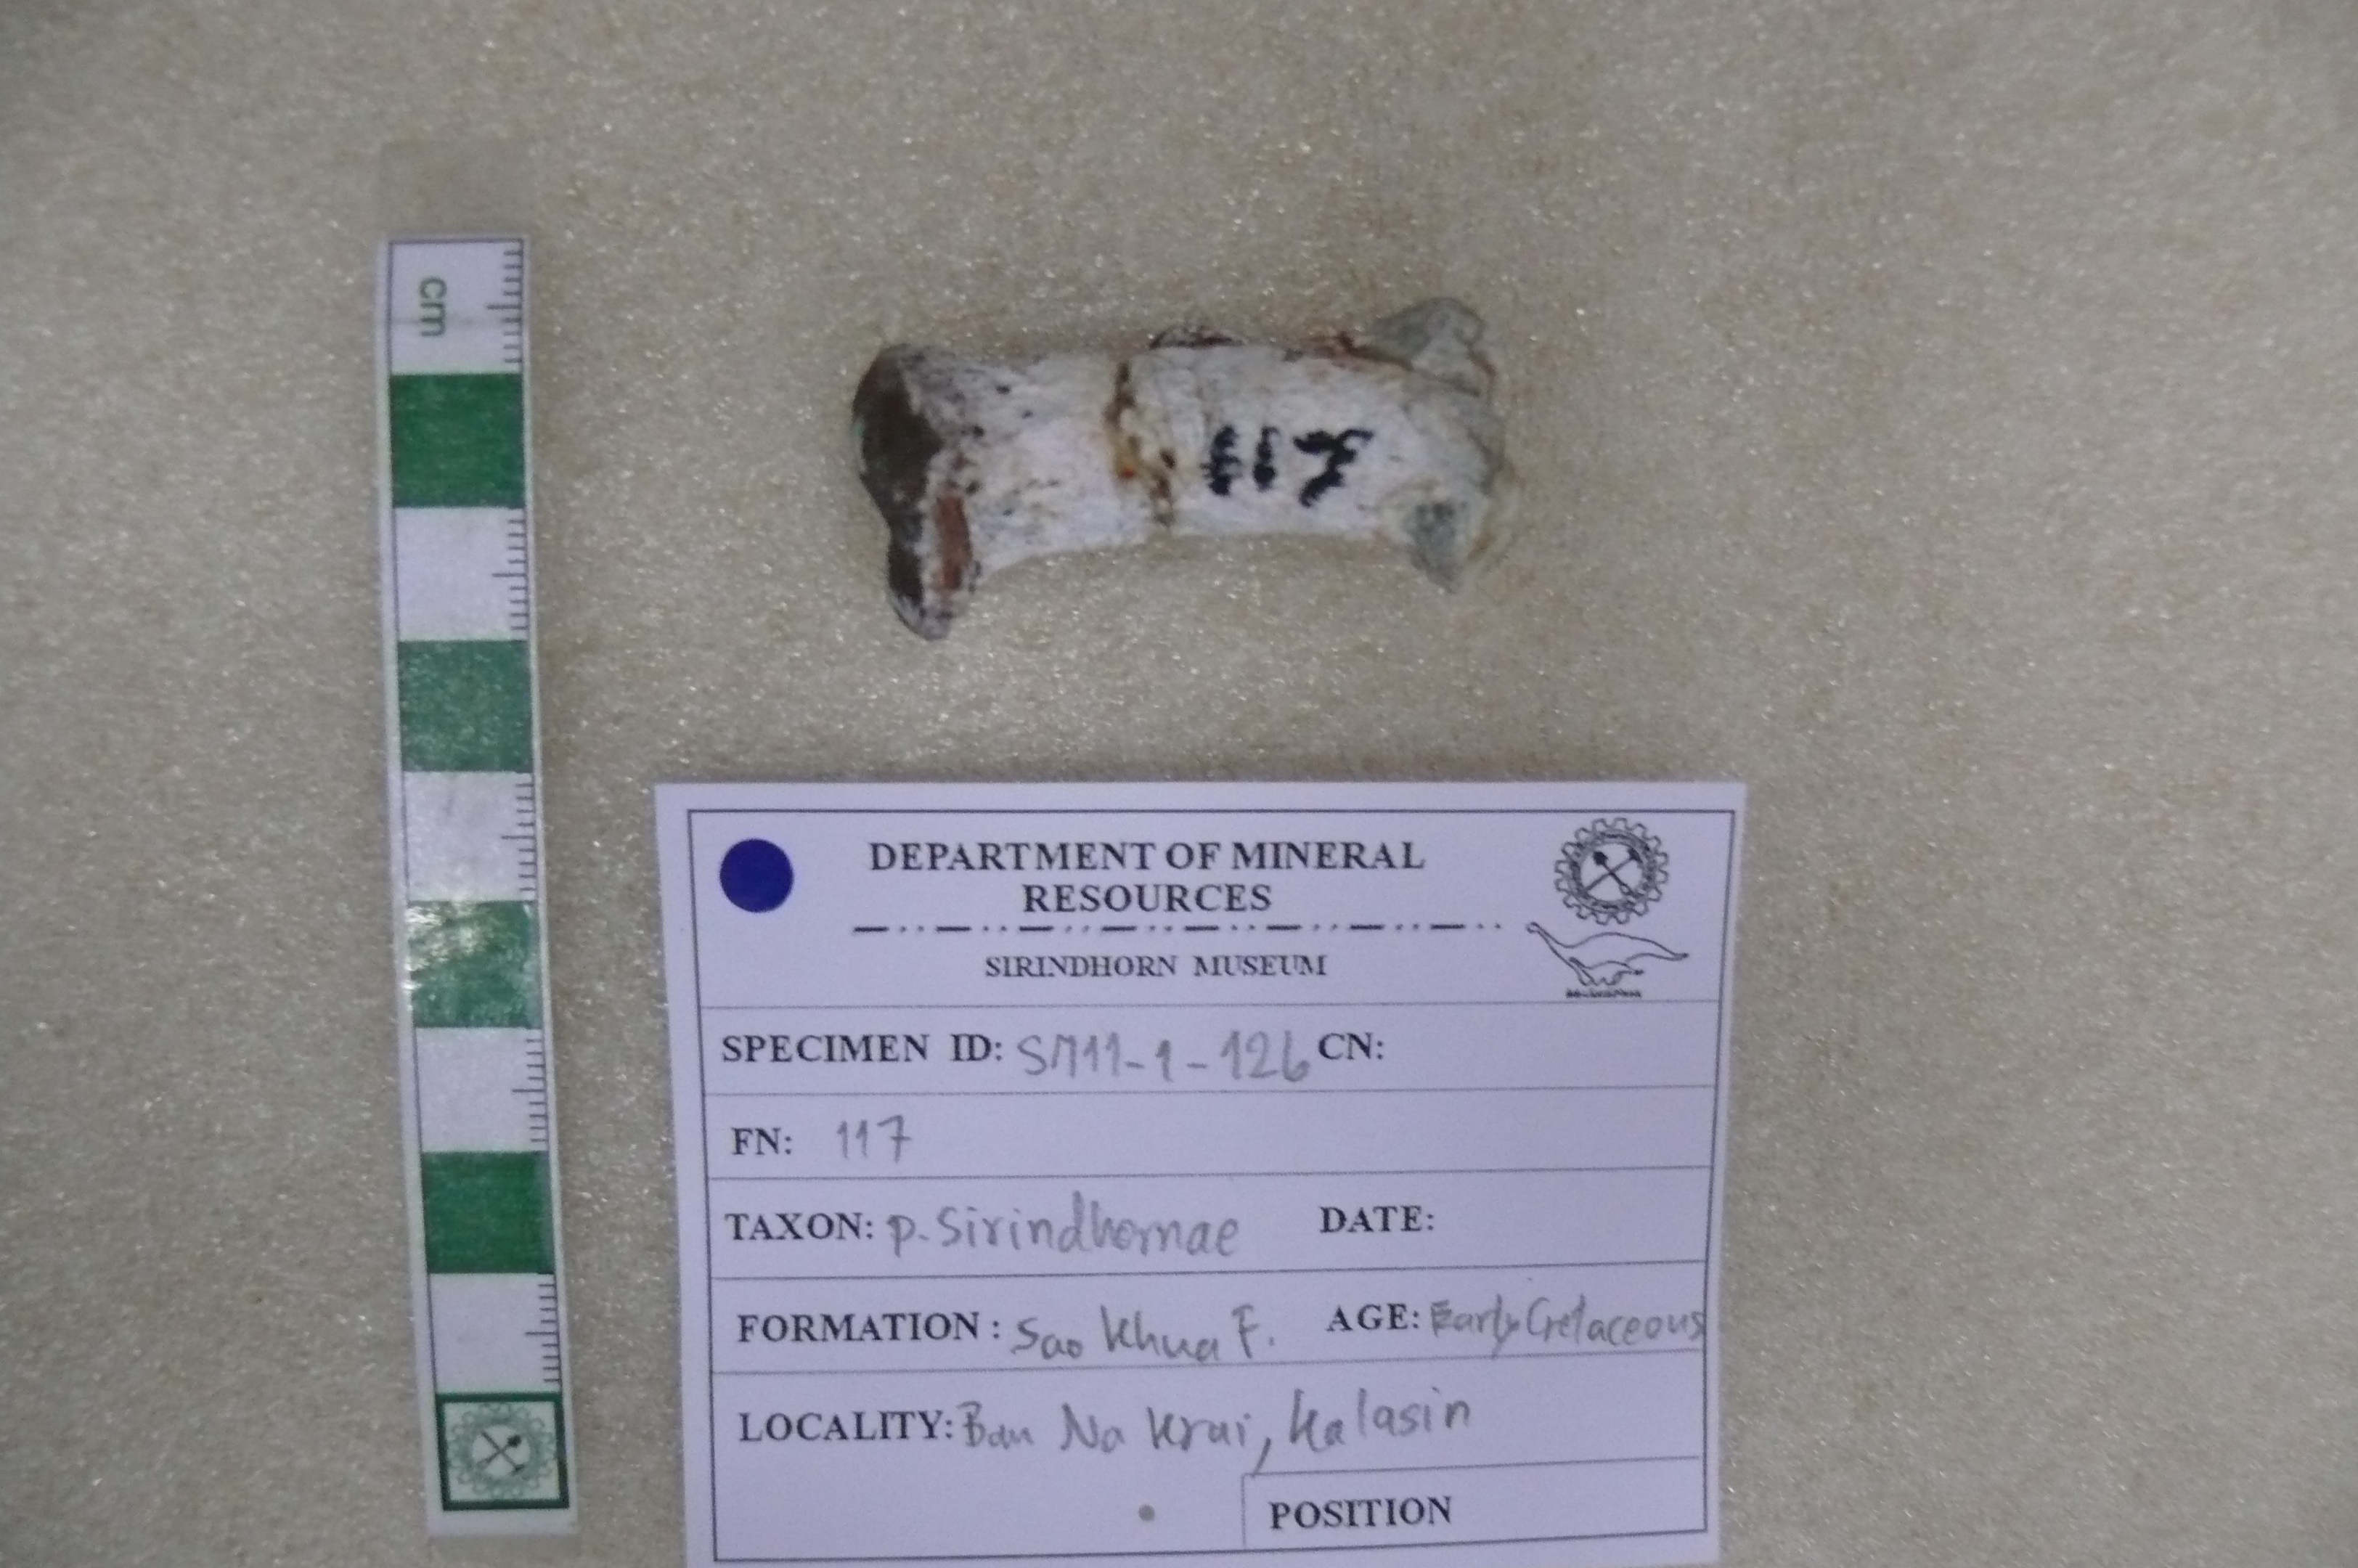 cm
117
DEPARTMENT OF MINERAL
RESOURCES
SIRINDHORN MUSEUM
SPECIMEN ID: SM11-1-126 CN:
FN: 117
TAXON: P. Sirindhornae DATE:
FORMATION : Sao Khua F. AGE: Early Cretaceous
LOCALITY: Ban Na Krai, Kalasin
POSITION